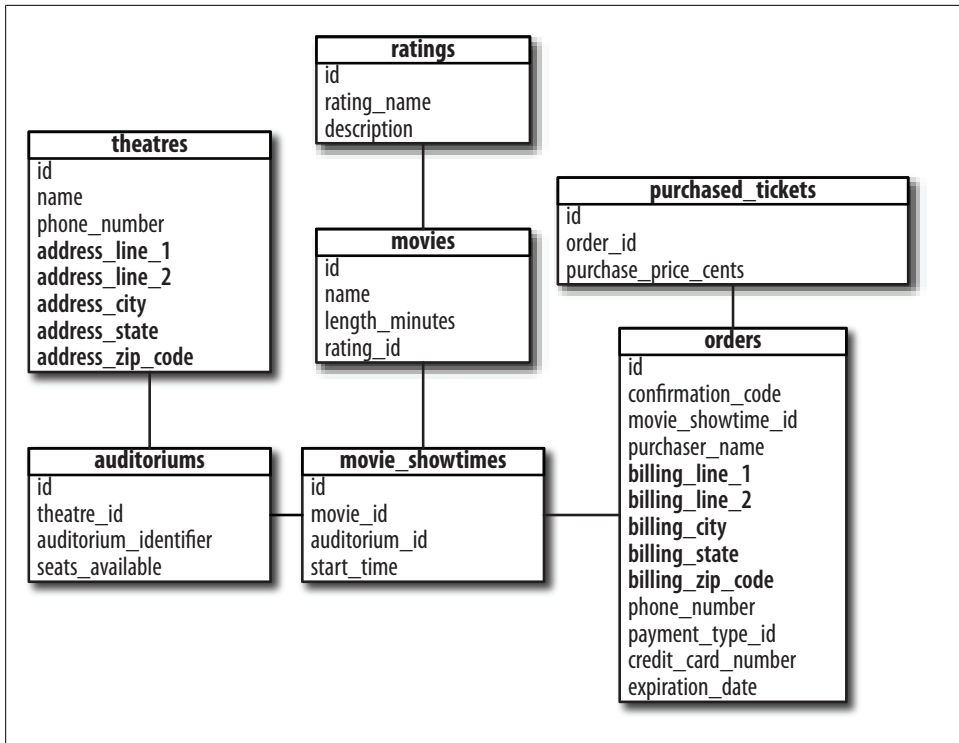 ratings
id
rating_name
description
theatres
id
name
phone_number
address_line_1
address_line_2
address_city
address_state
address_zip_code
purchased_tickets
id
order_id
purchase_price_cents
movies
id
name
length_minutes
rating_id
orders
id
confirmation_code
movie_showtime_id
purchaser_name
billing_line_1
billing_line_2
billing_city
billing_state
billing_zip_code
phone_number
payment_type_id
credit_card_number
expiration_date
auditoriums
id
theatre_id
auditorium_identifier
seats_available
movie_showtimes
id
movie_id
auditorium_id
start_time